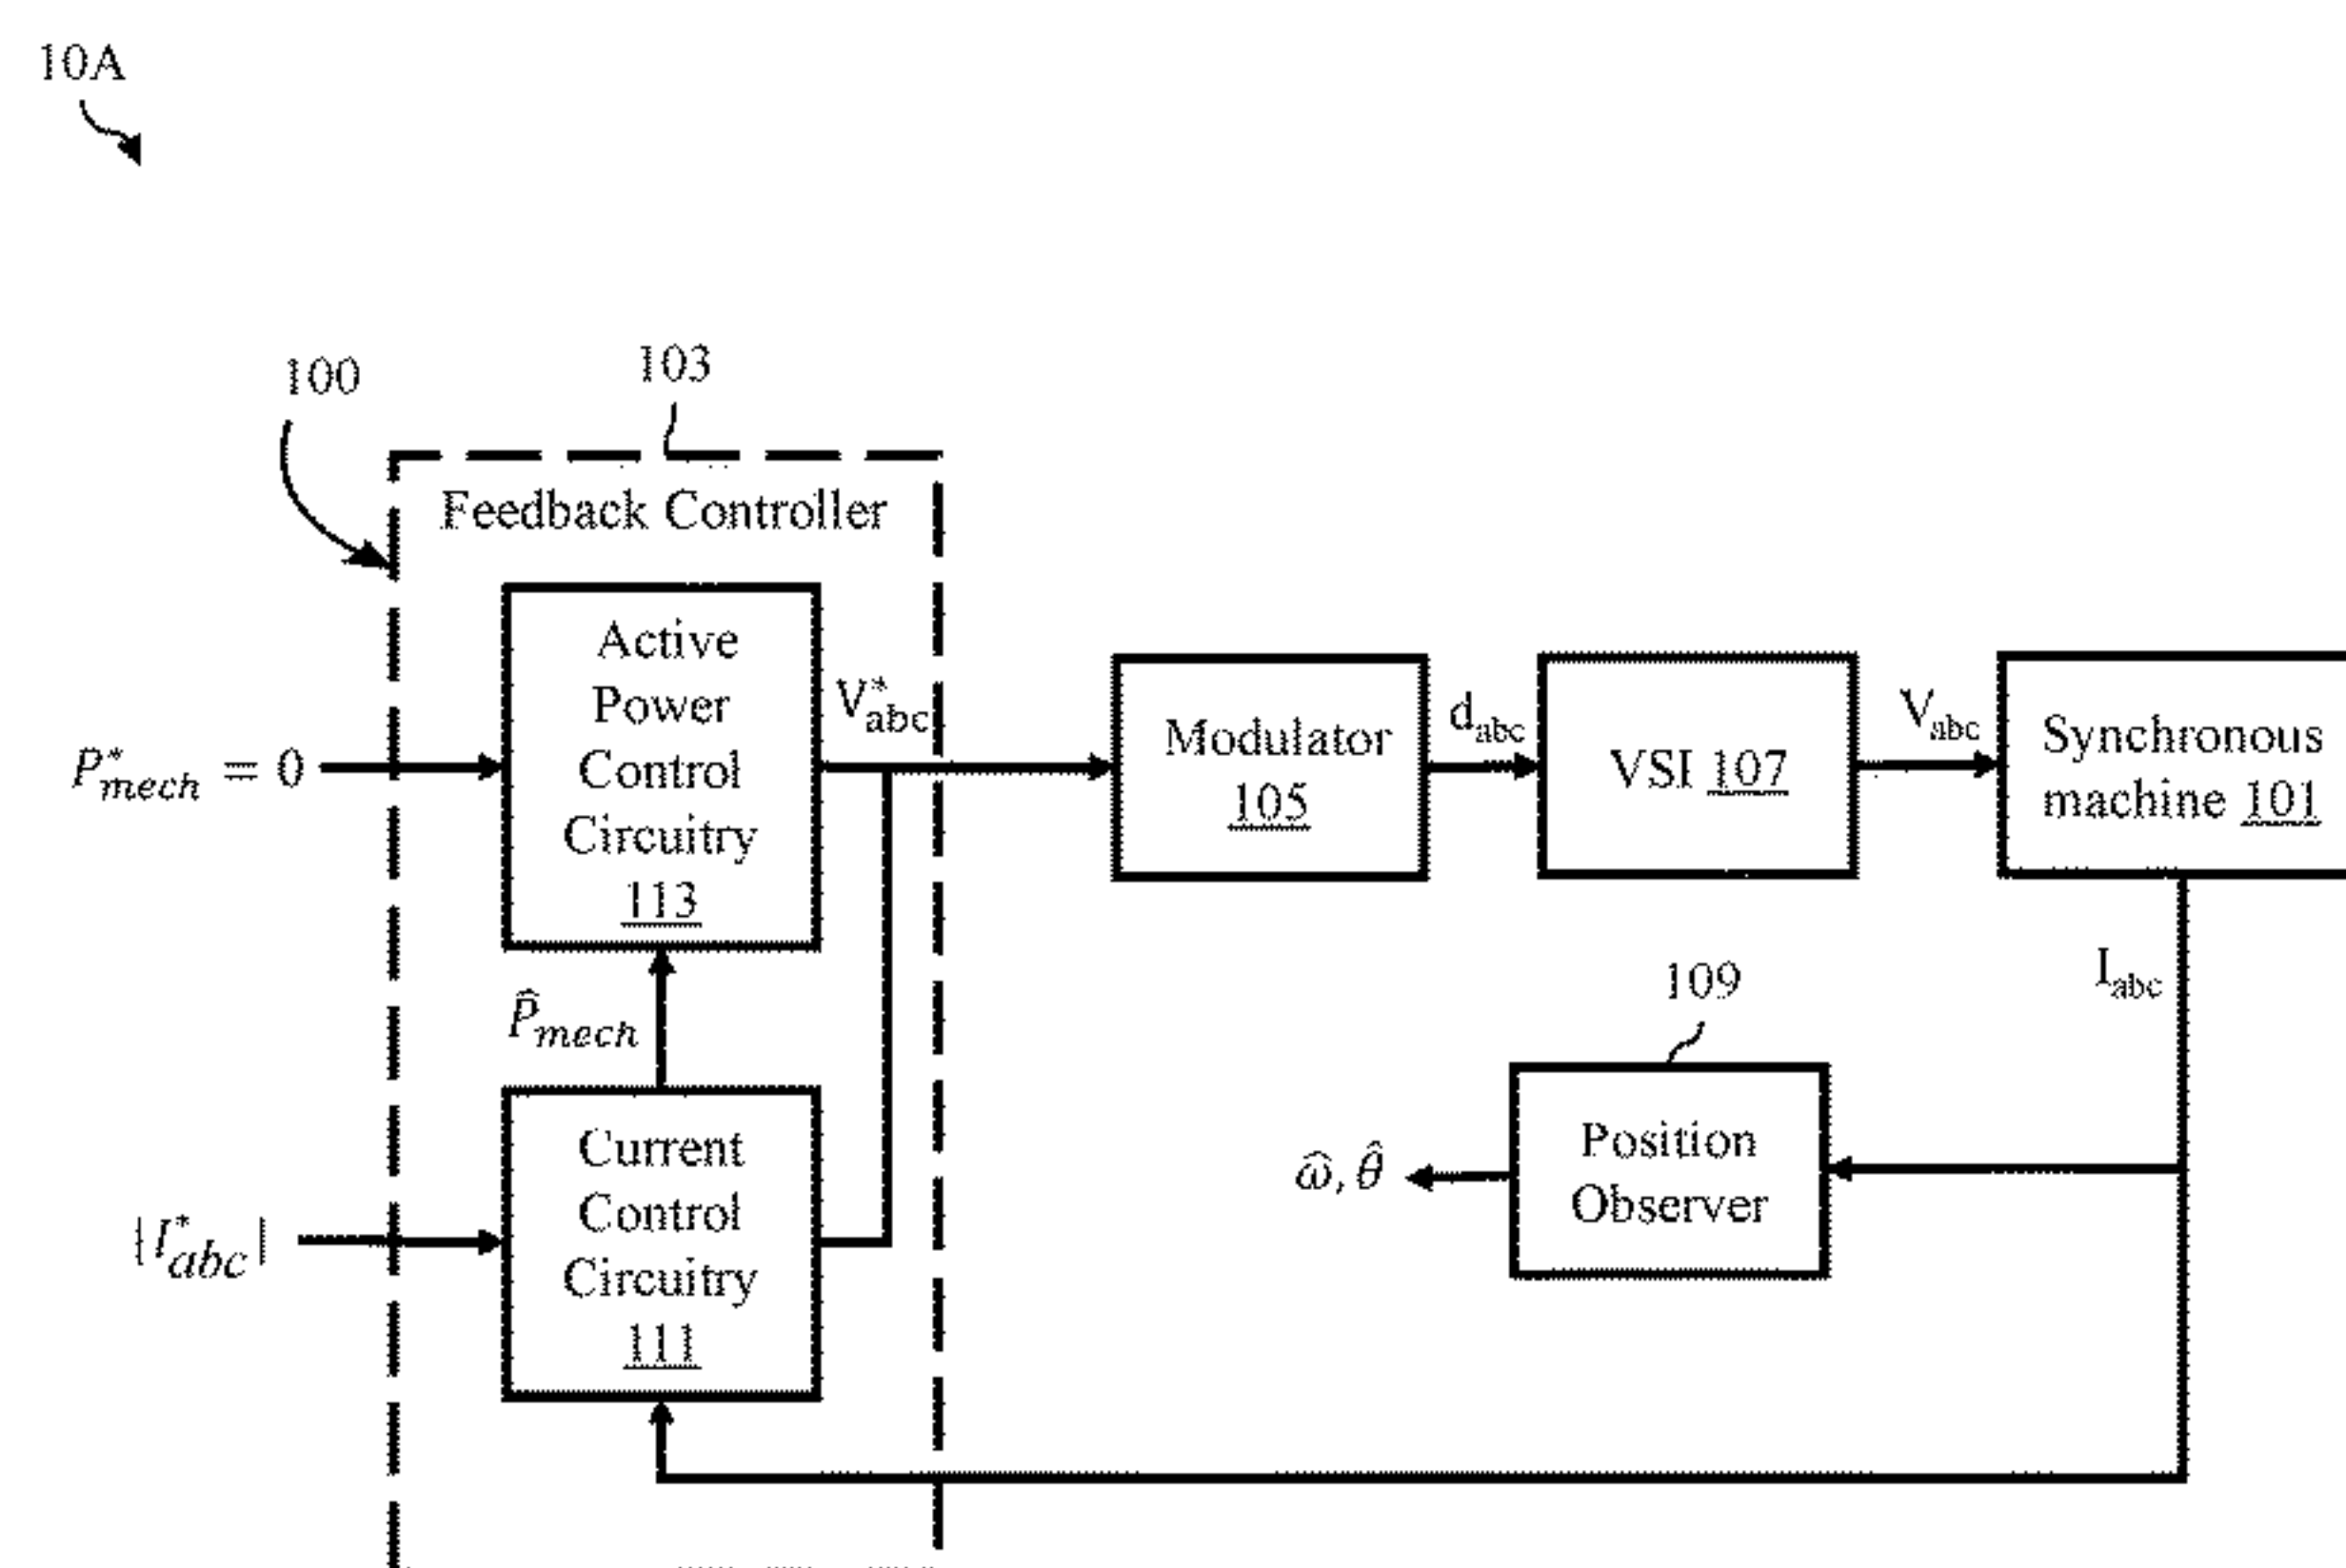 10A
100
103
Feedback Controller
Active
Power
Control
Circuitry
113
P*mech = 0
V*abc
Modulator
105
dabc
VSI 107
Vabc
Synchronous
machine 101
P̂mech
Iabc
109
Position
Observer
ω̂, θ̂
Current
Control
Circuitry
111
|I*abc|